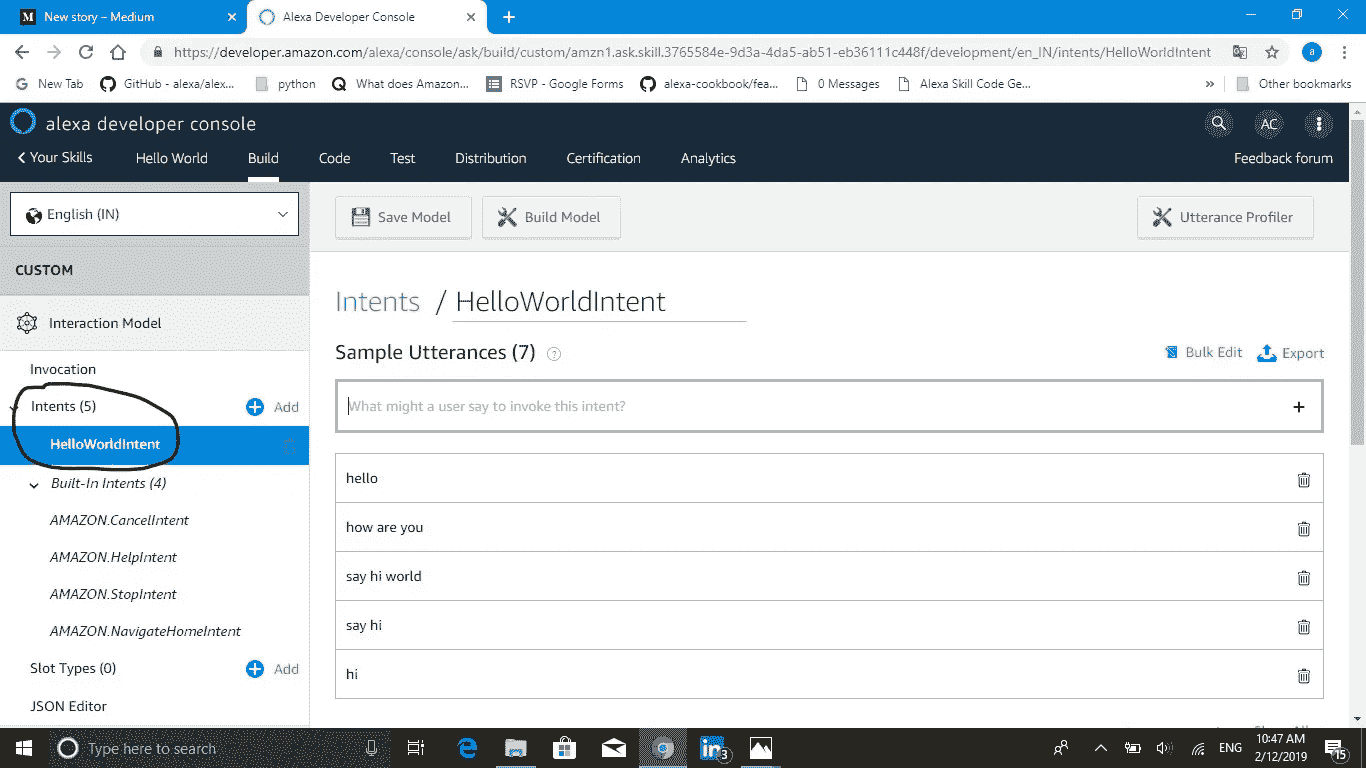 New story – Medium
Alexa Developer Console
https://developer.amazon.com/alexa/console/ask/build/custom/amzn1.ask.skill.3765584e-9d3a-4da5-ab51-eb36111c448f/development/en_IN/intents/HelloWorldIntent
a
New Tab GitHub - alexa/alex... python What does Amazon... RSVP - Google Forms alexa-cookbook/fea... 0 Messages Alexa Skill Code Ge... » Other bookmarks
alexa developer console
AC
Your Skills Hello World Build Code Test Distribution Certification Analytics Feedback forum
English (IN)
Save Model Build Model Utterance Profiler
CUSTOM
Interaction Model
Intents / HelloWorldIntent
Sample Utterances (7) ?
Bulk Edit Export
Invocation
Intents (5) Add
What might a user say to invoke this intent?
HelloWorldIntent
Built-In Intents (4)
AMAZON.CancelIntent
AMAZON.HelpIntent
AMAZON.StopIntent
AMAZON.NavigateHomeIntent
Slot Types (0) Add
JSON Editor
hello
how are you
say hi world
say hi
hi
Type here to search
3
ENG
10:47 AM
2/12/2019
15